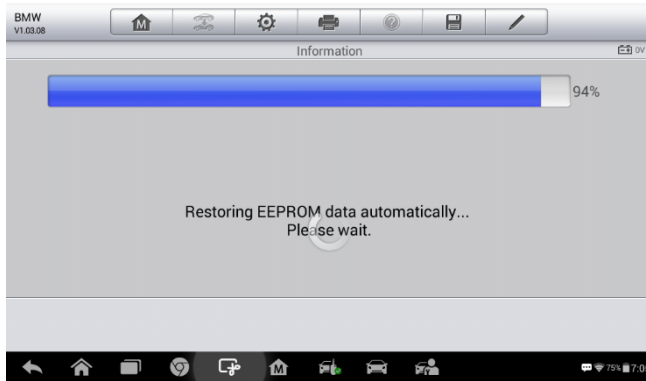 BMW
V1.03.08
M
Information
0V
94%
Restoring EEPROM data automatically...
Please wait.
M
75%